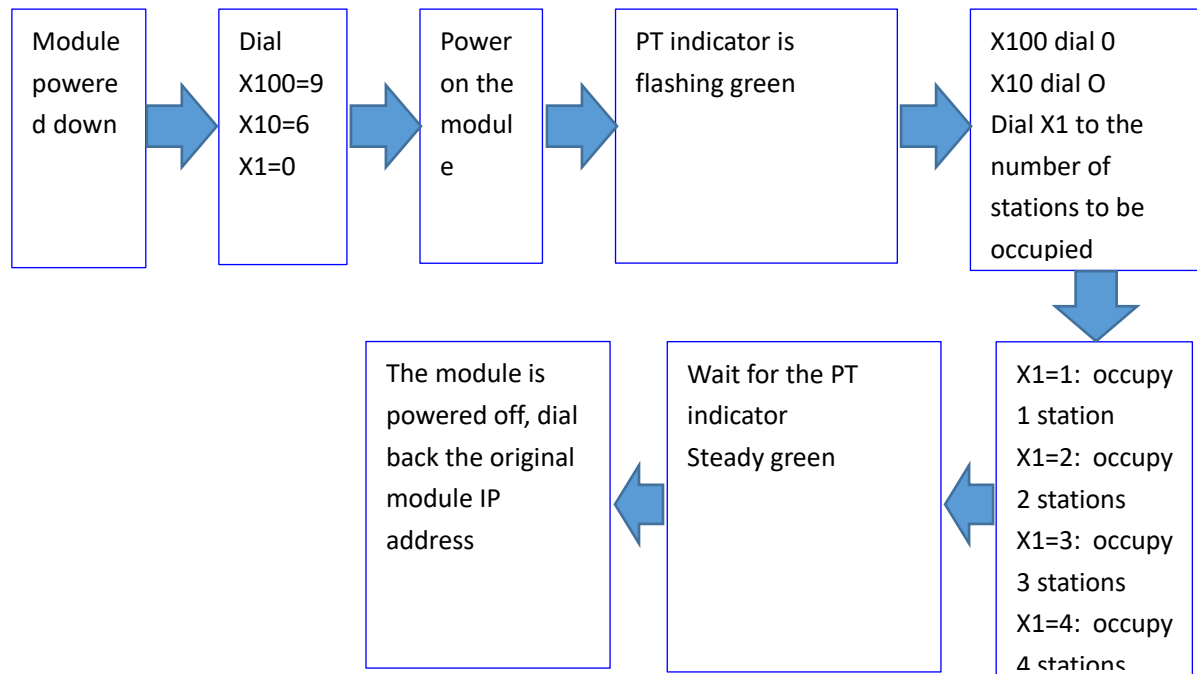 Module
powere
d down
Dial
X100=9
X10=6
X1=0
Power
on the
modul
e
PT indicator is
flashing green
X100 dial 0
X10 dial O
Dial X1 to the
number of
stations to be
occupied
X1=1: occupy
1 station
X1=2: occupy
2 stations
X1=3: occupy
3 stations
X1=4: occupy
4 stations
Wait for the PT
indicator
Steady green
The module is
powered off, dial
back the original
module IP
address